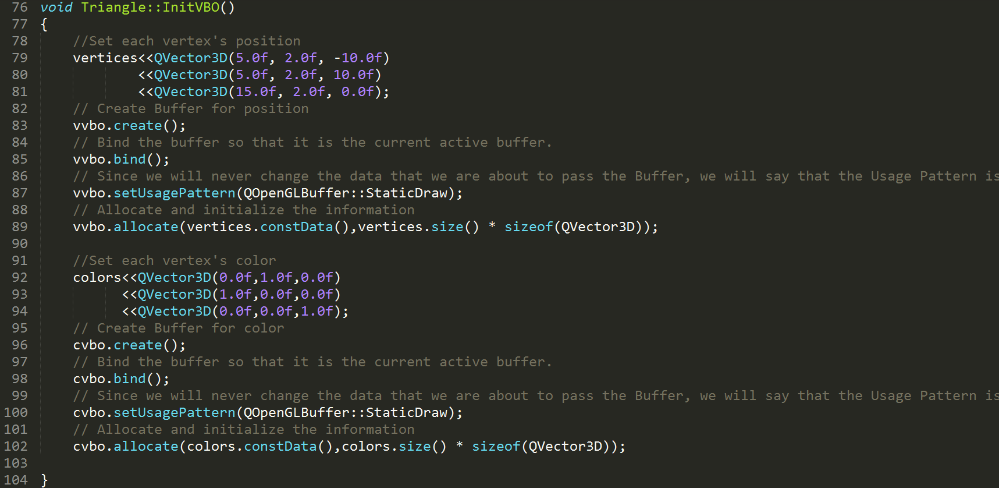 76 void Triangle::InitVBO()
77 {
78     //Set each vertex's position
79     vertices<<QVector3D(5.0f, 2.0f, -10.0f)
80             <<QVector3D(5.0f, 2.0f, 10.0f)
81             <<QVector3D(15.0f, 2.0f, 0.0f);
82     // Create Buffer for position
83     vvbo.create();
84     // Bind the buffer so that it is the current active buffer.
85     vvbo.bind();
86     // Since we will never change the data that we are about to pass the Buffer, we will say that the Usage Pattern is
87     vvbo.setUsagePattern(QOpenGLBuffer::StaticDraw);
88     // Allocate and initialize the information
89     vvbo.allocate(vertices.constData(),vertices.size() * sizeof(QVector3D));
90
91     //Set each vertex's color
92     colors<<QVector3D(0.0f,1.0f,0.0f)
93           <<QVector3D(1.0f,0.0f,0.0f)
94           <<QVector3D(0.0f,0.0f,1.0f);
95     // Create Buffer for color
96     cvbo.create();
97     // Bind the buffer so that it is the current active buffer.
98     cvbo.bind();
99     // Since we will never change the data that we are about to pass the Buffer, we will say that the Usage Pattern is
100     cvbo.setUsagePattern(QOpenGLBuffer::StaticDraw);
101     // Allocate and initialize the information
102     cvbo.allocate(colors.constData(),colors.size() * sizeof(QVector3D));
103
104 }